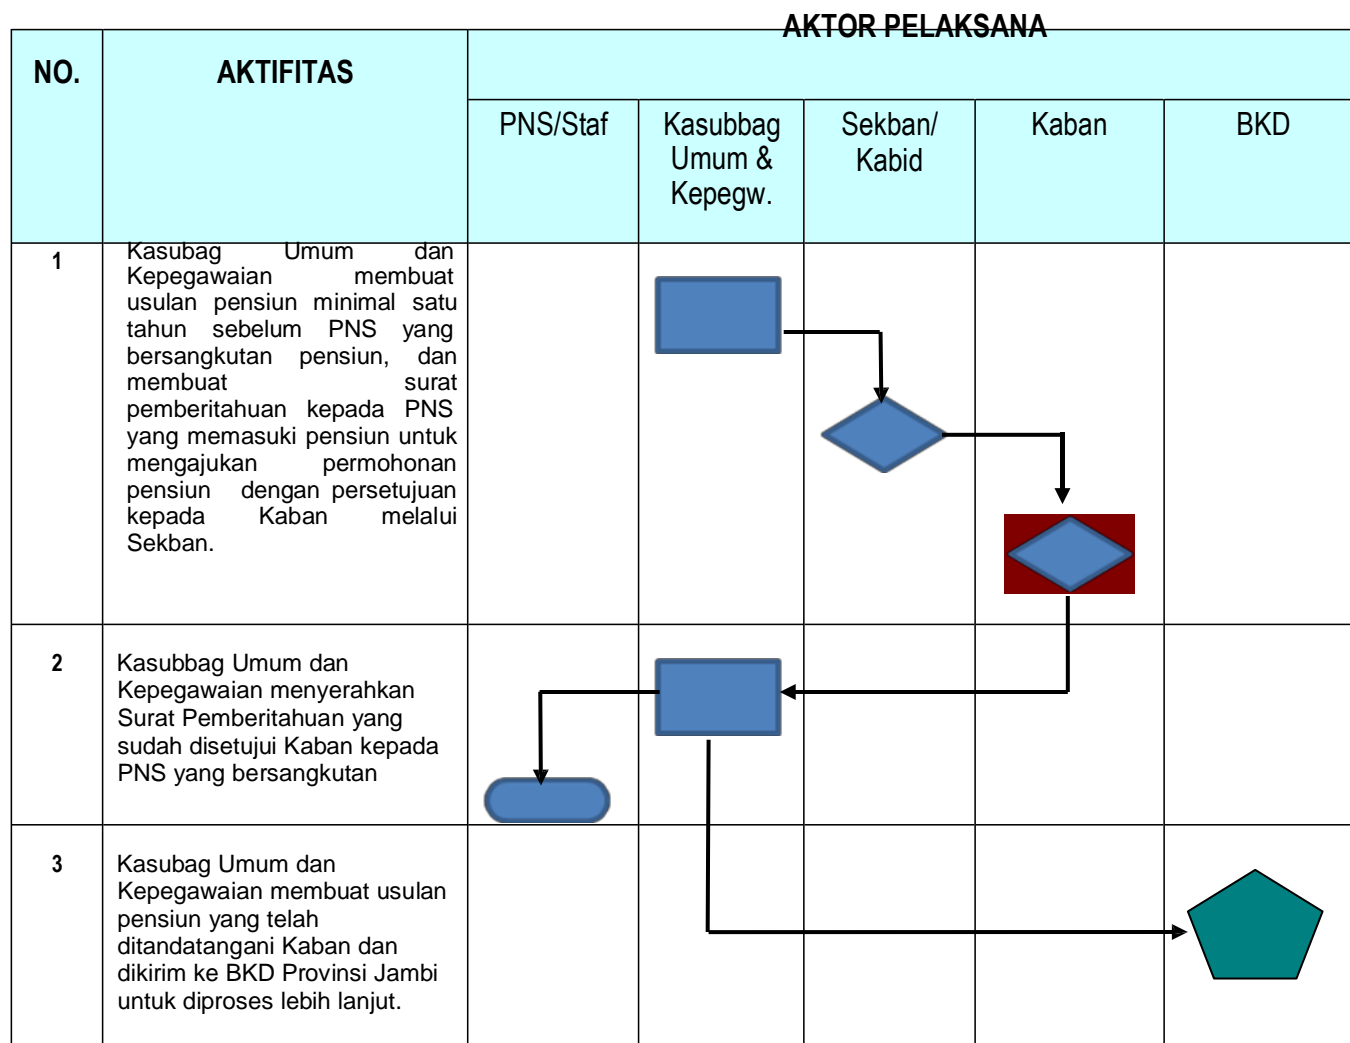 AKTOR PELAKSANA
NO.
AKTIFITAS
PNS/Staf
Kasubbag
Umum &
Kepegw.
Sekban/
Kabid
Kaban
BKD
1
Kasubag Umum dan
Kepegawaian membuat
usulan pensiun minimal satu
tahun sebelum PNS yang
bersangkutan pensiun, dan
membuat surat
pemberitahuan kepada PNS
yang memasuki pensiun untuk
mengajukan permohonan
pensiun dengan persetujuan
kepada Kaban melalui
Sekban.
2
Kasubbag Umum dan
Kepegawaian menyerahkan
Surat Pemberitahuan yang
sudah disetujui Kaban kepada
PNS yang bersangkutan
3
Kasubag Umum dan
Kepegawaian membuat usulan
pensiun yang telah
ditandatangani Kaban dan
dikirim ke BKD Provinsi Jambi
untuk diproses lebih lanjut.